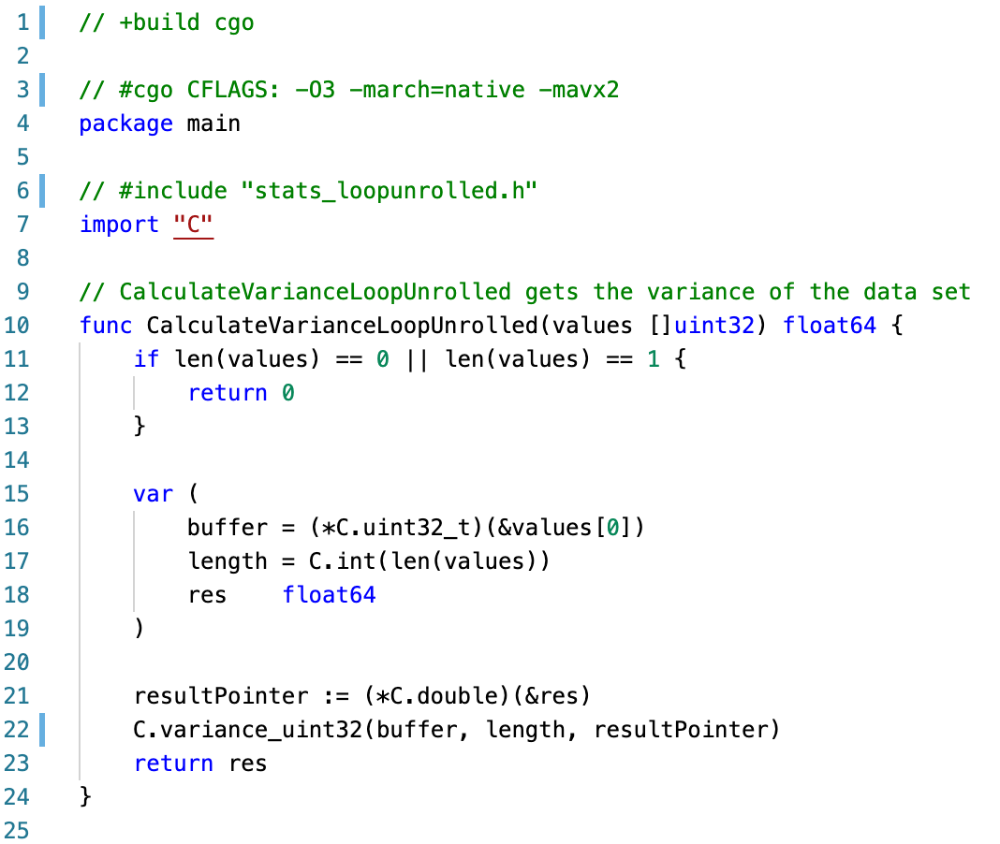 1 // +build cgo
2
3 // #cgo CFLAGS: -O3 -march=native -mavx2
4 package main
5
6 // #include "stats_loopunrolled.h"
7 import "C"
8
9 // CalculateVarianceLoopUnrolled gets the variance of the data set
10 func CalculateVarianceLoopUnrolled(values []uint32) float64 {
11     if len(values) == 0 || len(values) == 1 {
12         return 0
13     }
14
15     var (
16         buffer = (*C.uint32_t)(&values[0])
17         length = C.int(len(values))
18         res    float64
19     )
20
21     resultPointer := (*C.double)(&res)
22     C.variance_uint32(buffer, length, resultPointer)
23     return res
24 }
25